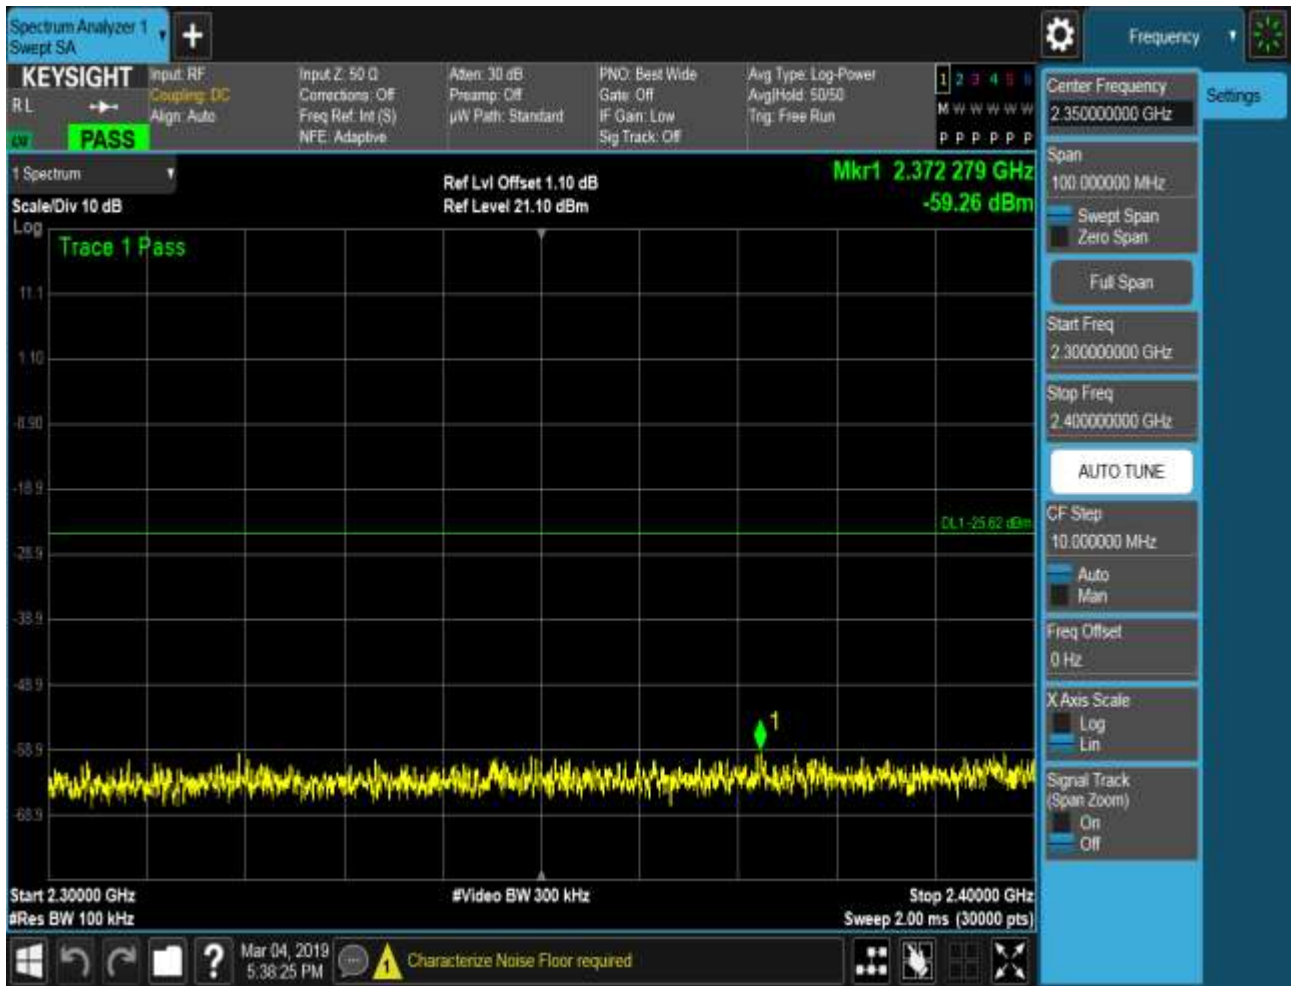 Spectrum Analyzer 1
Swept SA
Frequency
KEYSIGHT
R L
PASS
Input: RF
Coupling: DC
Align: Auto
Input Z: 50 Ω
Corrections: Off
Freq Ref: Int (S)
NFE: Adaptive
Atten: 30 dB
Preamp: Off
µW Path: Standard
PNO: Best Wide
Gate: Off
IF Gain: Low
Sig Track: Off
Avg Type: Log-Power
Avg|Hold: 50/50
Trig: Free Run
1 2 3 4 5 6
M W W W W W
P P P P P P
1 Spectrum
Scale/Div 10 dB
Log
Ref Lvl Offset 1.10 dB
Ref Level 21.10 dBm
Mkr1 2.372 279 GHz
-59.26 dBm
Trace 1 Pass
11.1
1.10
-8.90
-18.9
DL1 -25.62 dBm
-28.9
-38.9
-48.9
1
-58.9
-68.9
Start 2.30000 GHz
#Res BW 100 kHz
#Video BW 300 kHz
Stop 2.40000 GHz
Sweep 2.00 ms (30000 pts)
Center Frequency
2.350000000 GHz
Settings
Span
100.000000 MHz
Swept Span
Zero Span
Full Span
Start Freq
2.300000000 GHz
Stop Freq
2.400000000 GHz
AUTO TUNE
CF Step
10.000000 MHz
Auto
Man
Freq Offset
0 Hz
X Axis Scale
Log
Lin
Signal Track
(Span Zoom)
On
Off
?
Mar 04, 2019
5:38:25 PM
1
Characterize Noise Floor required